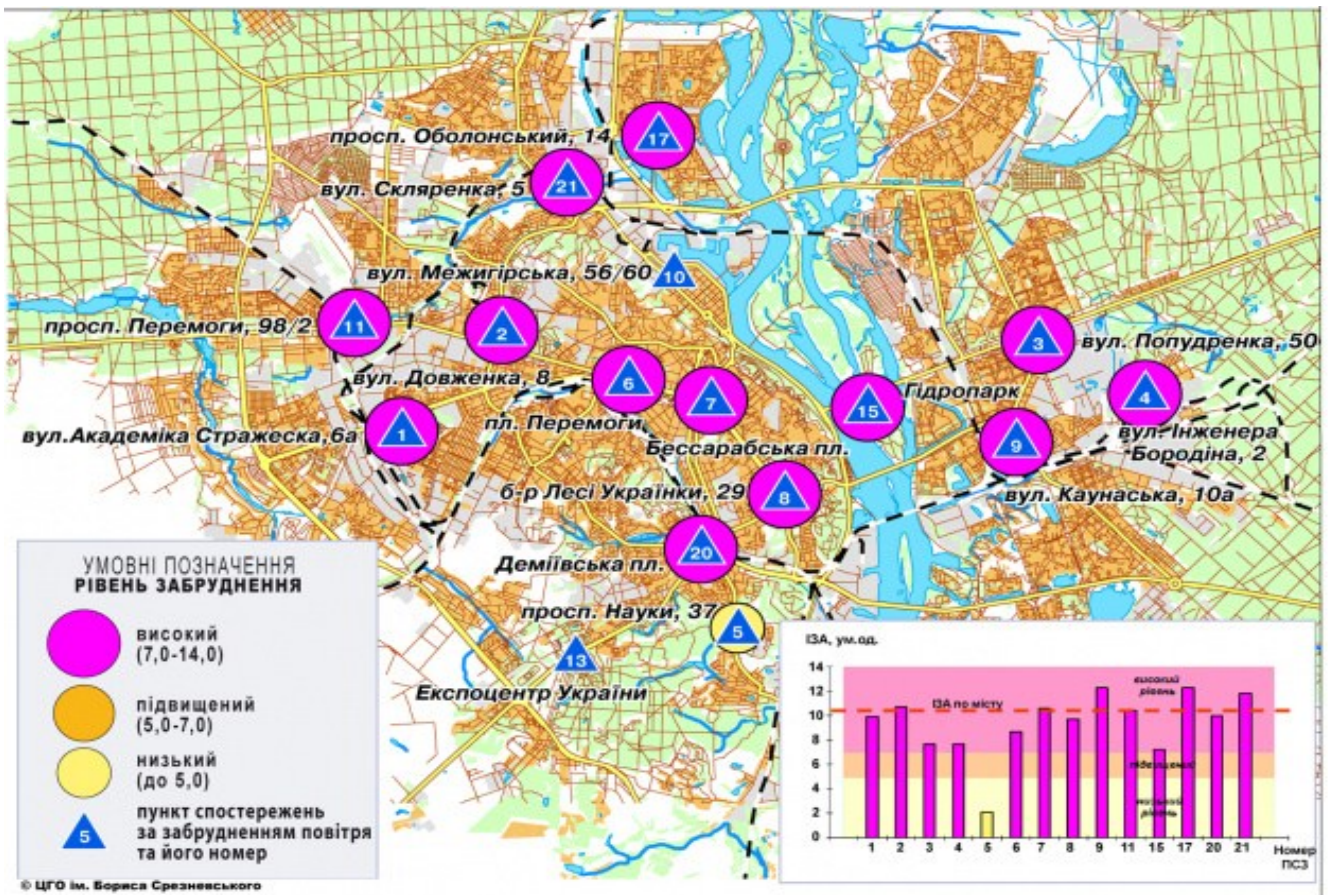 просп. Оболонський, 14
17
вул. Скляренка, 5
21
вул. Межигірська, 56/60
10
просп. Перемоги, 98/2
11
2
3
вул. Попудренка, 50
вул. Довженка, 8
6
7
15
Гідропарк
4
вул.Академіка Стражеска,6а
1
пл. Перемоги
Бессарабська пл.
9
вул. Інженера
Бородіна, 2
б-р Лесі Українки, 29
8
вул. Каунаська, 10а
Деміївська пл.
20
просп. Науки, 37
5
13
Експоцентр України
УМОВНІ ПОЗНАЧЕННЯ
РІВЕНЬ ЗАБРУДНЕННЯ
високий
(7,0-14,0)
підвищений
(5,0-7,0)
низький
(до 5,0)
5
пункт спостережень
за забрудненням повітря
та його номер
ІЗА, ум.од.
14
12
10
8
6
4
2
0
високий
рівень
ІЗА по місту
підвищений
низький
рівень
1 2 3 4 5 6 7 8 9 11 15 17 20 21
Номер
ПСЗ
© ЦГО ім. Бориса Срезневського